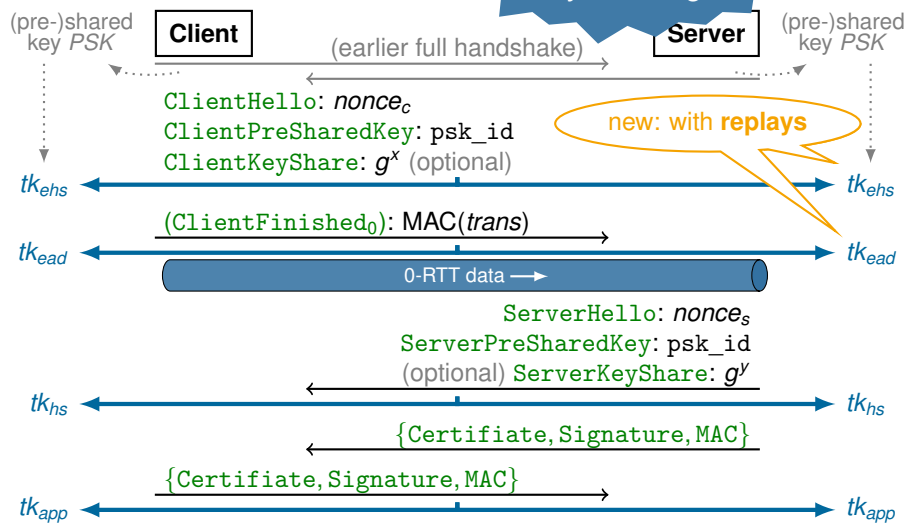 (pre-)shared
key PSK
Client
(earlier full handshake)
Server
(pre-)shared
key PSK
ClientHello: nonce_c
ClientPreSharedKey: psk_id
ClientKeyShare: g^x (optional)
new: with replays
tk_ehs
tk_ehs
(ClientFinished_0): MAC(trans)
tk_ead
tk_ead
0-RTT data →
ServerHello: nonce_s
ServerPreSharedKey: psk_id
(optional) ServerKeyShare: g^y
tk_hs
tk_hs
{Certifiate, Signature, MAC}
{Certifiate, Signature, MAC}
tk_app
tk_app